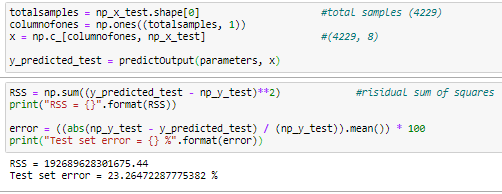 totalsamples = np_x_test.shape[0] #total samples (4229)
columnofones = np.ones((totalsamples, 1))
x = np.c_[columnofones, np_x_test] #(4229, 8)
y_predicted_test = predictOutput(parameters, x)
RSS = np.sum((y_predicted_test - np_y_test)**2) #risidual sum of squares
print("RSS = {}".format(RSS))
error = ((abs(np_y_test - y_predicted_test) / (np_y_test)).mean()) * 100
print("Test set error = {} %".format(error))
RSS = 192689628301675.44
Test set error = 23.26472287775382 %